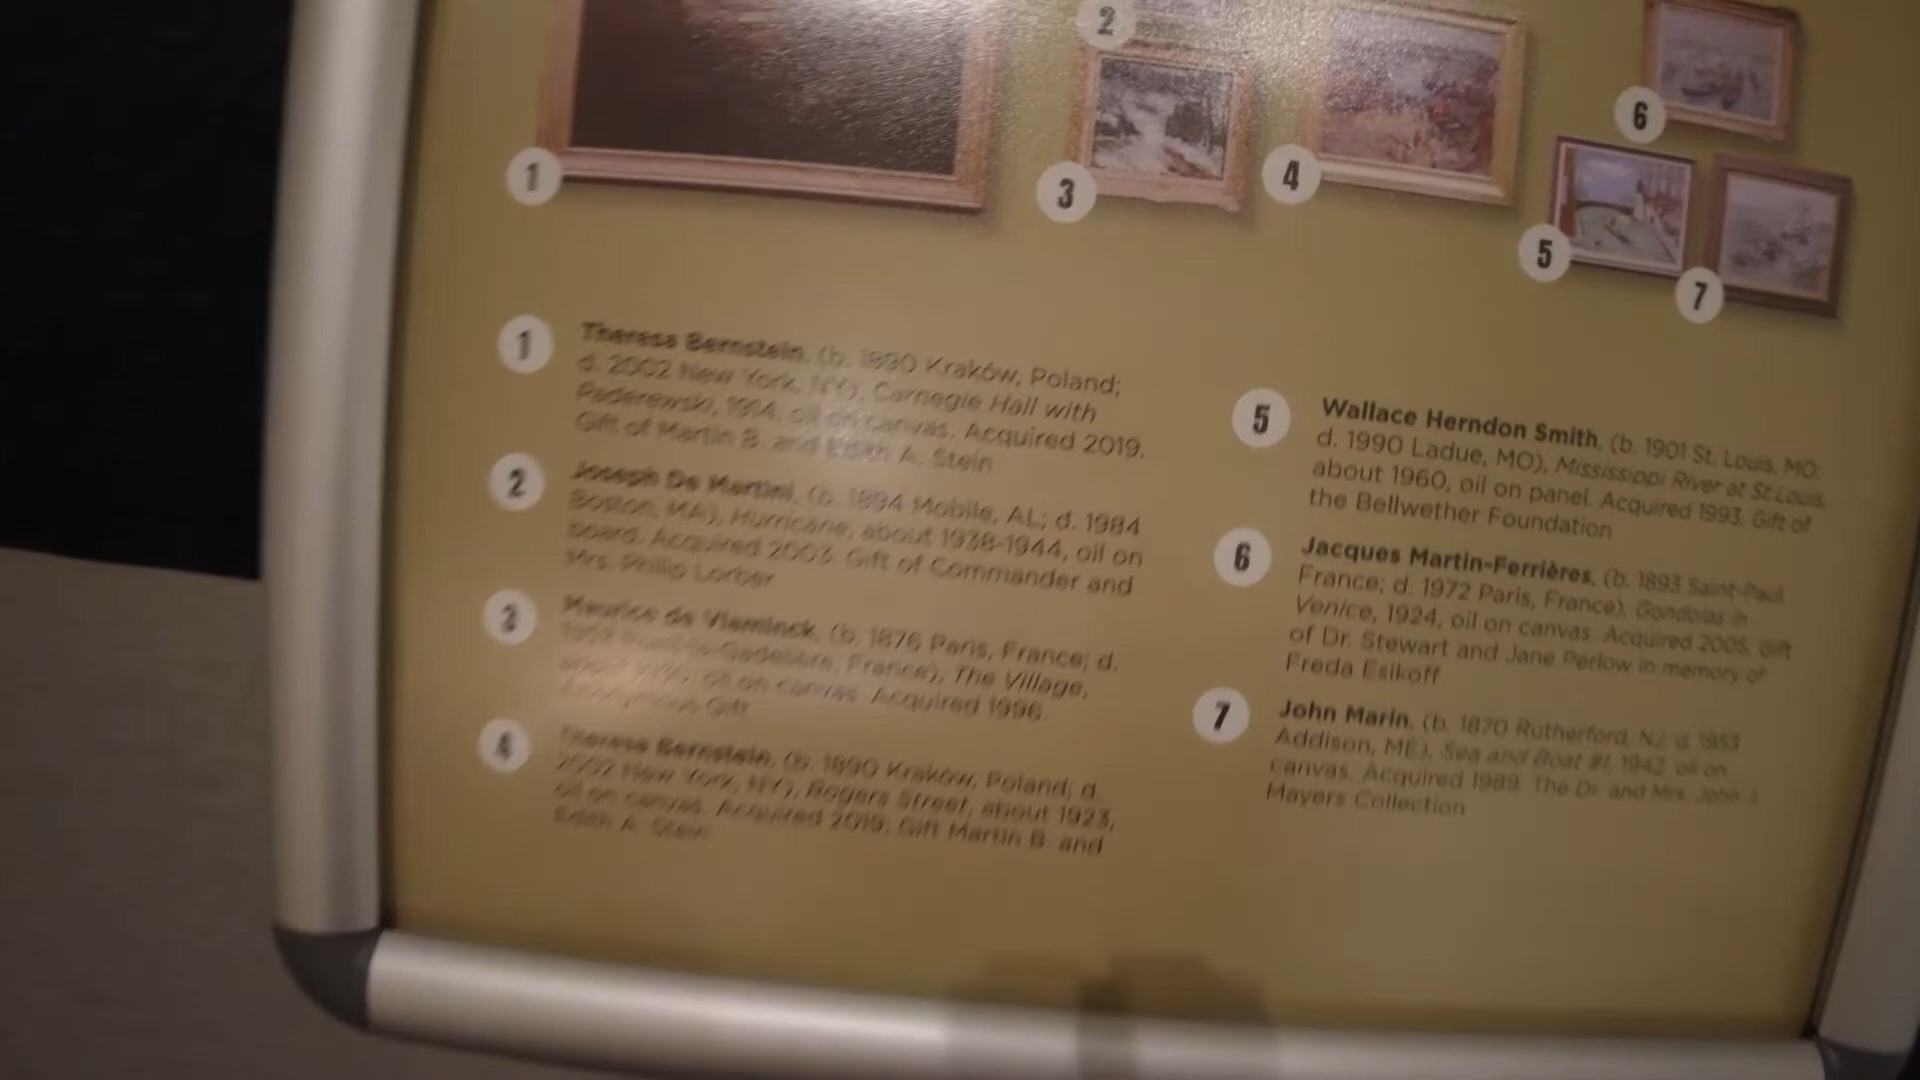 2
6
1
3
4
5
7
1
Theresa Bernstein, (b. 1890 Kraków, Poland;
d. 2002 New York, NY), Carnegie Hall with
Paderewski, 1914, oil on canvas. Acquired 2019.
Gift of Martin B. and Edith A. Stein
2
Joseph De Martini, (b. 1894 Mobile, AL; d. 1984
Boston, MA), Hurricane, about 1938-1944, oil on
board. Acquired 2003. Gift of Commander and
Mrs. Philip Lorber
3
Maurice de Vlaminck, (b. 1876 Paris, France; d.
France), The Village,
oil on canvas. Acquired 1996.
Anonymous Gift
4
Theresa Bernstein, (b. 1890 Kraków, Poland; d.
2002 New York, NY), Rogers Street, about 1923,
oil on canvas. Acquired 2019; Gift Martin B. and
Edith A. Stein
5
Wallace Herndon Smith, (b. 1901 St. Louis, MO;
d. 1990 Ladue, MO), Mississippi River at St Louis,
about 1960, oil on panel. Acquired 1993. Gift of
the Bellwether Foundation
6
Jacques Martin-Ferrières, (b. 1893 Saint-Paul,
France; d. 1972 Paris, France), Gondolas in
Venice, 1924, oil on canvas. Acquired 2005. Gift
of Dr. Stewart and Jane Perlow in memory of
Freda Esikoff
7
John Marin, (b. 1870 Rutherford, NJ; d. 1953
Addison, ME), Sea and Boat #1, 1942, oil on
canvas. Acquired 1989. The Dr. and Mrs. John J.
Mayers Collection